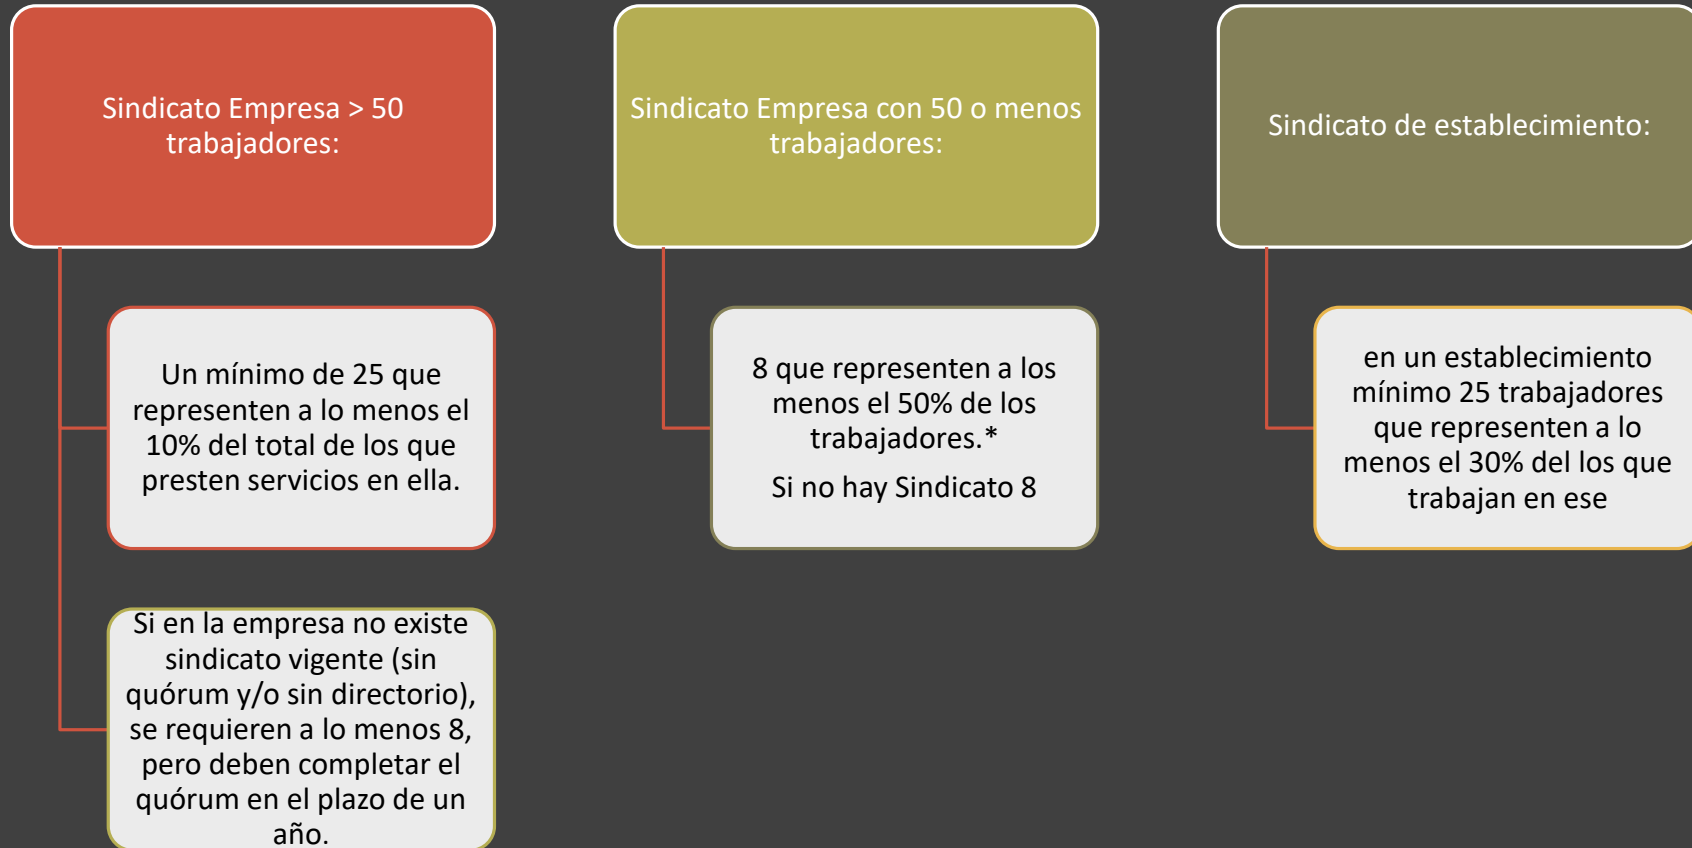 Sindicato Empresa > 50
trabajadores:
Un mínimo de 25 que
representen a lo menos el
10% del total de los que
presten servicios en ella.
Si en la empresa no existe
sindicato vigente (sin
quórum y/o sin directorio),
se requieren a lo menos 8,
pero deben completar el
quórum en el plazo de un
año.
Sindicato Empresa con 50 o menos
trabajadores:
8 que representen a los
menos el 50% de los
trabajadores.*
Si no hay Sindicato 8
Sindicato de establecimiento:
en un establecimiento
mínimo 25 trabajadores
que representen a lo
menos el 30% del los que
trabajan en ese